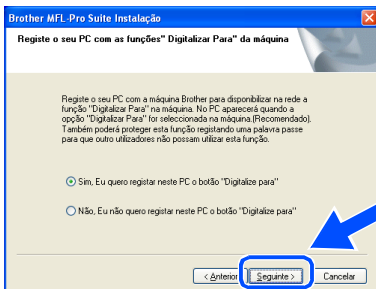 Brother MFL-Pro Suite Instalação
Registe o seu PC com as funções" Digitalizar Para" da máquina
Registe o seu PC com a máquina Brother para disponibilizar na rede a
função "Digitalizar Para" na máquina. No PC aparecerá quando a
opção "Digitalizar Para" for selecionada na máquina.(Recomendado).
Também poderá proteger esta função registando uma palavra passe
para que outro utilizadores não possam utilizar esta função.
Sim, Eu quero registar neste PC o botão "Digitalize para"
Não, Eu não quero registar neste PC o botão "Digitalize para"
< Anterior
Seguinte >
Cancelar